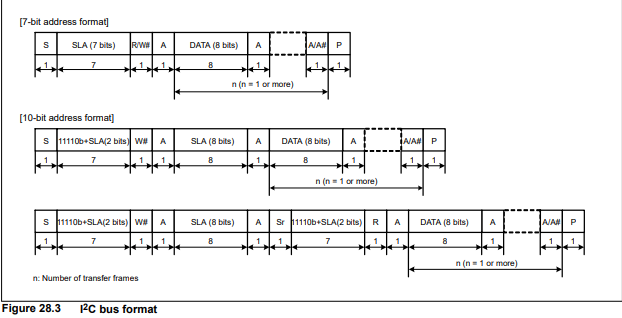 [7-bit address format]
S SLA (7 bits) R/W# A DATA (8 bits) A A/A# P
1 7 1 1 8 1 1 1
n (n = 1 or more)
[10-bit address format]
S 11110b+SLA(2 bits) W# A SLA (8 bits) A DATA (8 bits) A A/A# P
1 7 1 1 8 1 8 1 1 1
n (n = 1 or more)
S 11110b+SLA(2 bits) W# A SLA (8 bits) A Sr 11110b+SLA(2 bits) R A DATA (8 bits) A A/A# P
1 7 1 1 8 1 1 7 1 1 8 1 1 1
n (n = 1 or more)
n: Number of transfer frames
Figure 28.3 I²C bus format